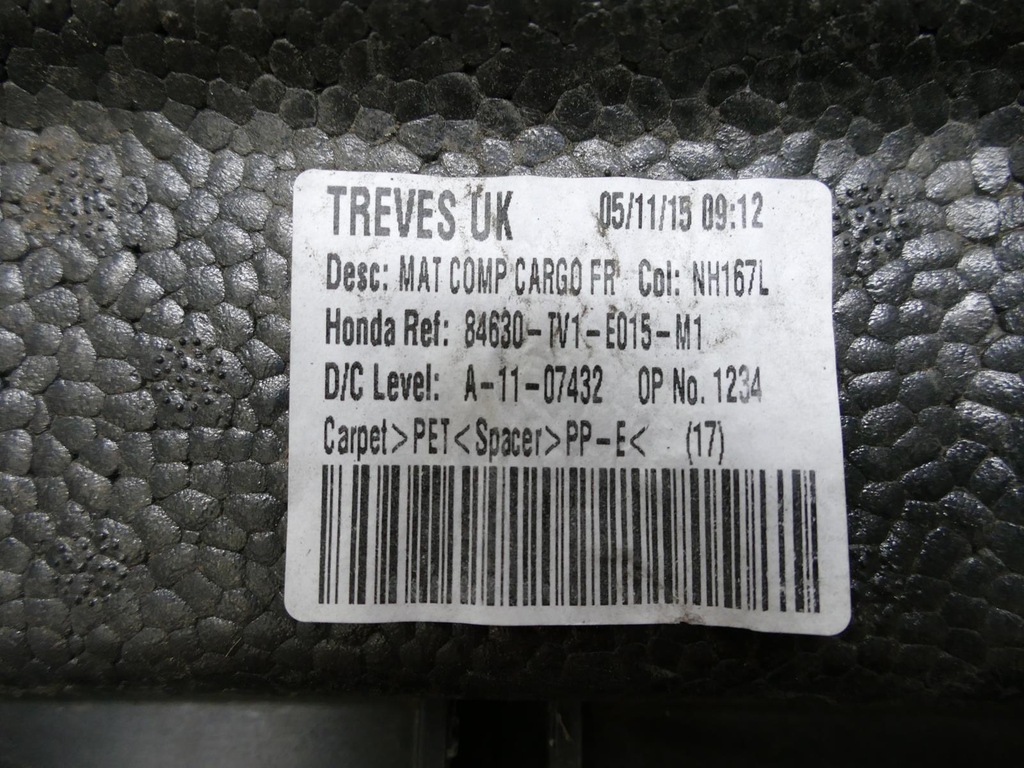 TREVES UK 05/11/15 09:12
Desc: MAT COMP CARGO FR Col: NH167L
Honda Ref: 84630-TV1-E015-M1
D/C Level: A-11-07432 OP No. 1234
Carpet>PET<Spacer>PP-E< (17)